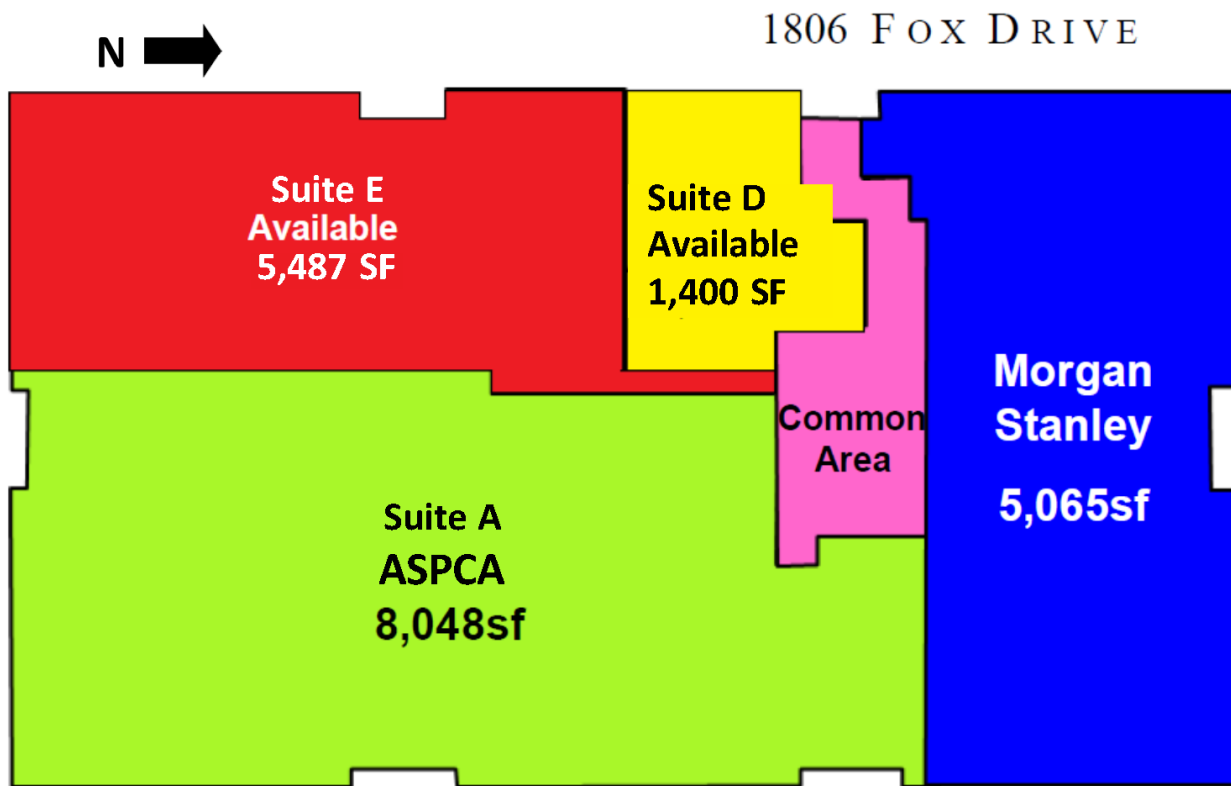 1806 FOX DRIVE
N
Suite E
Available
5,487 SF
Suite D
Available
1,400 SF
Morgan
Stanley
5,065sf
Common
Area
Suite A
ASPCA
8,048sf